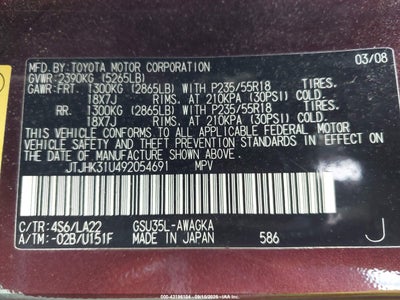 MFD.BY:TOYOTA MOTOR CORPORATION 03/08
GVWR:2390KG (5265LB)
GAWR:FRT. 1300KG (2865LB) WITH P235/55R18 TIRES.
18X7J RIMS. AT 210KPA (30PSI) COLD.
RR. 1300KG (2865LB) WITH P235/55R18 TIRES.
18X7J RIMS. AT 210KPA (30PSI) COLD.
THIS VEHICLE CONFORMS TO ALL APPLICABLE FEDERAL MOTOR
VEHICLE SAFETY AND THEFT PREVENTION STANDARDS IN EFFECT ON
THE DATE OF MANUFACTURE SHOWN ABOVE.
JTJHK31U492054691 MPV
C/TR: 4S6/LA22 GSU35L-AWAGKA
A/TM: -02B/U151F MADE IN JAPAN 586 J